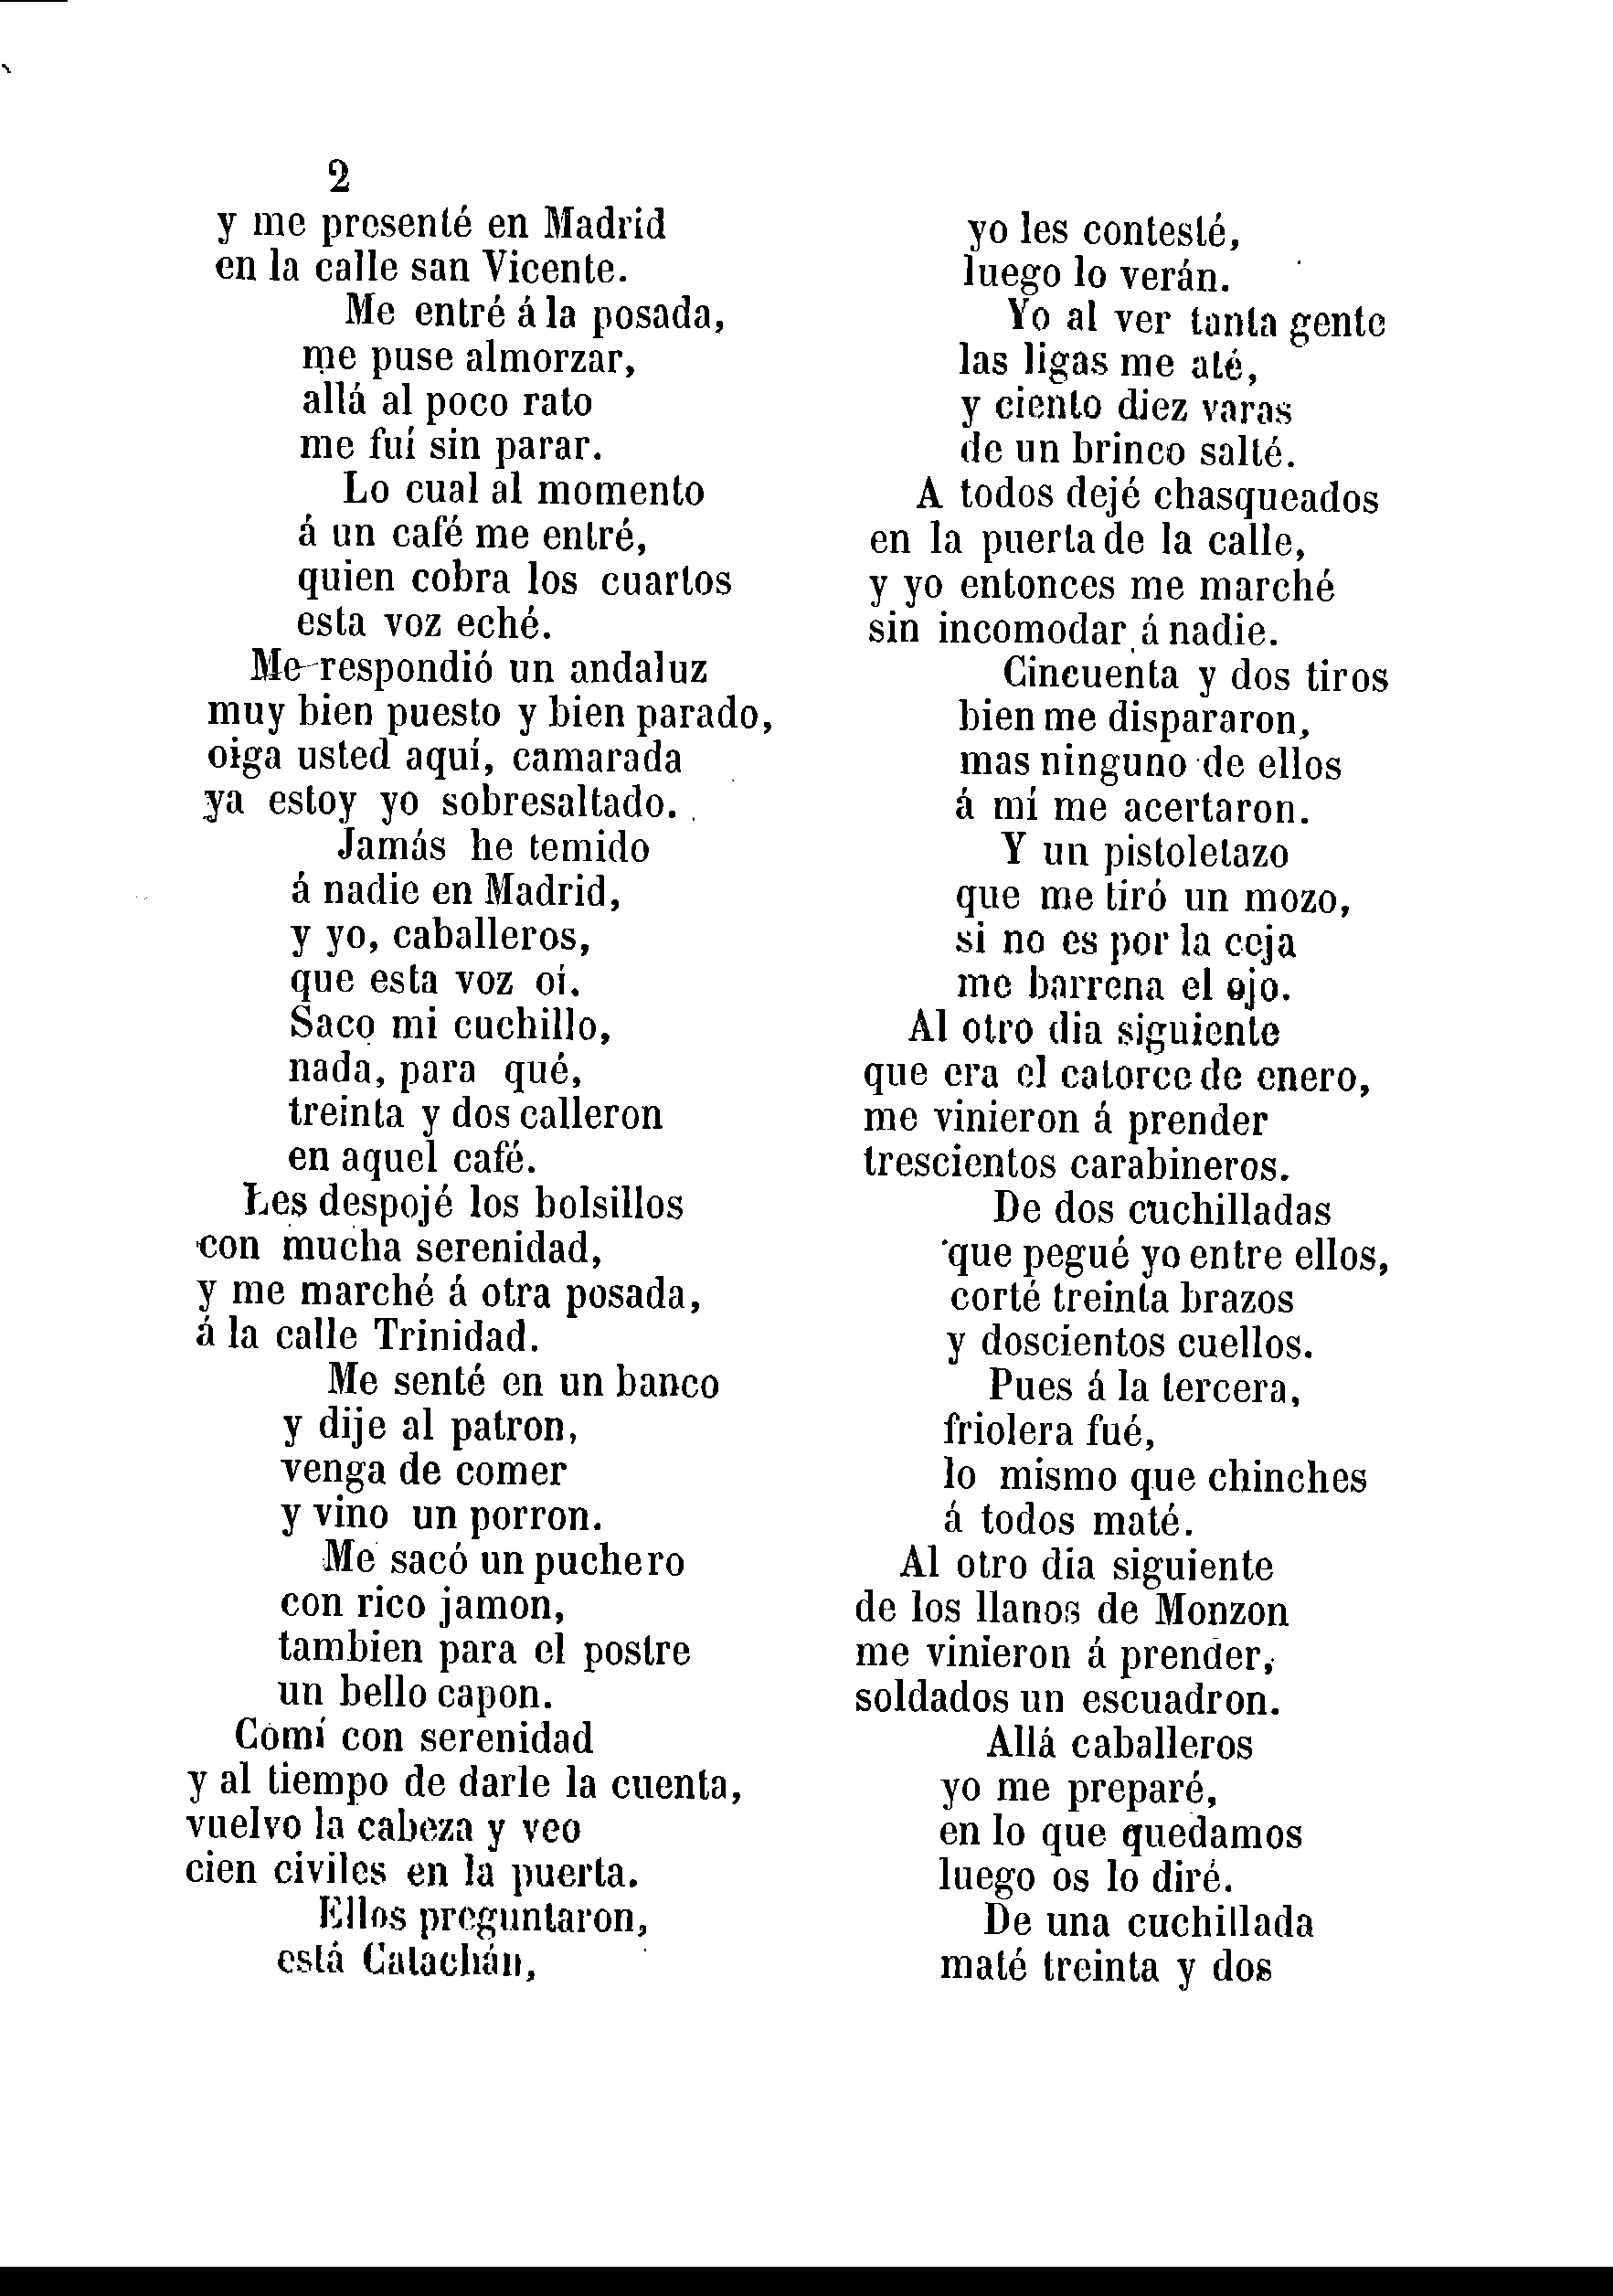 2
y me presenté en Madrid
en la calle san Vicente.
Me entré á la posada,
me puse almorzar,
allá al poco rato
me fuí sin parar.
Lo cual al momento
á un café me entré,
quien cobra los cuartos
esta voz eché.
Me respondió un andaluz
muy bien puesto y bien parado,
oiga usted aquí, camarada
ya estoy yo sobresaltado.
Jamás he temido
á nadie en Madrid,
y yo, caballeros,
que esta voz oí.
Saco mi cuchillo,
nada, para qué,
treinta y dos calleron
en aquel café.
Les despojé los bolsillos
con mucha serenidad,
y me marché á otra posada,
á la calle Trinidad.
Me senté en un banco
y dije al patron,
venga de comer
y vino un porron.
Me sacó un puchero
con rico jamon,
tambien para el postre
un bello capon.
Comí con serenidad
y al tiempo de darle la cuenta,
vuelvo la cabeza y veo
cien civiles en la puerta.
Ellos preguntaron,
está Catachán,
yo les contesté,
luego lo verán.
Yo al ver tanta gente
las ligas me até,
y ciento diez varas
de un brinco salté.
A todos dejé chasqueados
en la puerta de la calle,
y yo entonces me marché
sin incomodar á nadie.
Cincuenta y dos tiros
bien me dispararon,
mas ninguno de ellos
á mí me acertaron.
Y un pistoletazo
que me tiró un mozo,
si no es por la ceja
me barrena el ojo.
Al otro dia siguiente
que era el catorce de enero,
me vinieron á prender
trescientos carabineros.
De dos cuchilladas
que pegué yo entre ellos,
corté treinta brazos
y doscientos cuellos.
Pues á la tercera,
friolera fué,
lo mismo que chinches
á todos maté.
Al otro dia siguiente
de los llanos de Monzon
me vinieron á prender,
soldados un escuadron.
Allá caballeros
yo me preparé,
en lo que quedamos
luego os lo diré.
De una cuchillada
maté treinta y dos